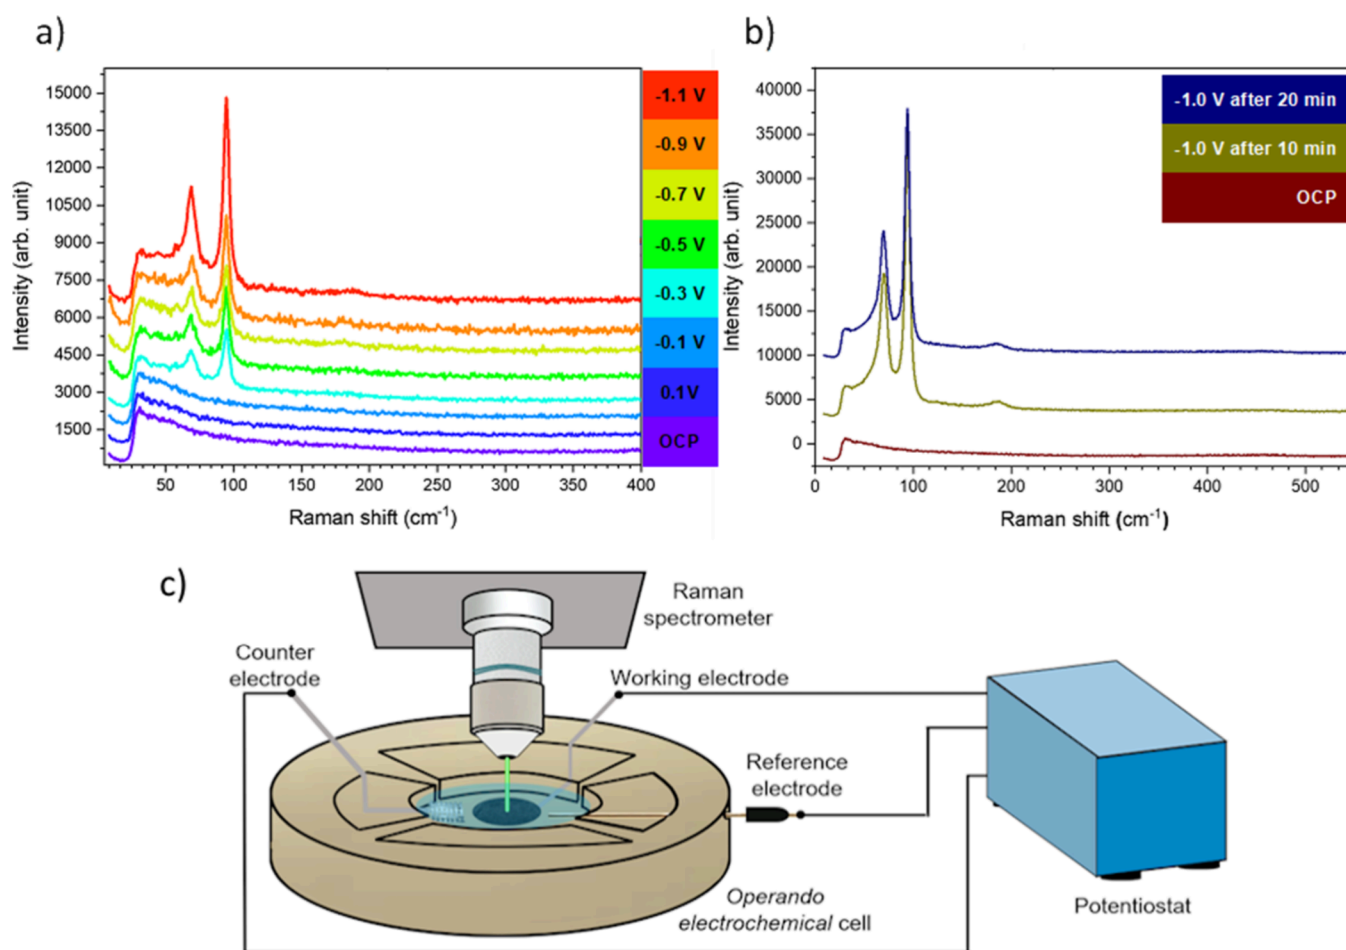 a)
15000
13500
12000
10500
9000
7500
6000
4500
3000
1500
Intensity (arb. unit)
50
100
150
200
250
300
350
400
Raman shift (cm-1)
-1.1 V
-0.9 V
-0.7 V
-0.5 V
-0.3 V
-0.1 V
0.1V
OCP
b)
40000
35000
30000
25000
20000
15000
10000
5000
0
Intensity (arb. unit)
0
100
200
300
400
500
Raman shift (cm-1)
-1.0 V after 20 min
-1.0 V after 10 min
OCP
c)
Raman
spectrometer
Counter
electrode
Working electrode
Reference
electrode
Operando
electrochemical cell
Potentiostat